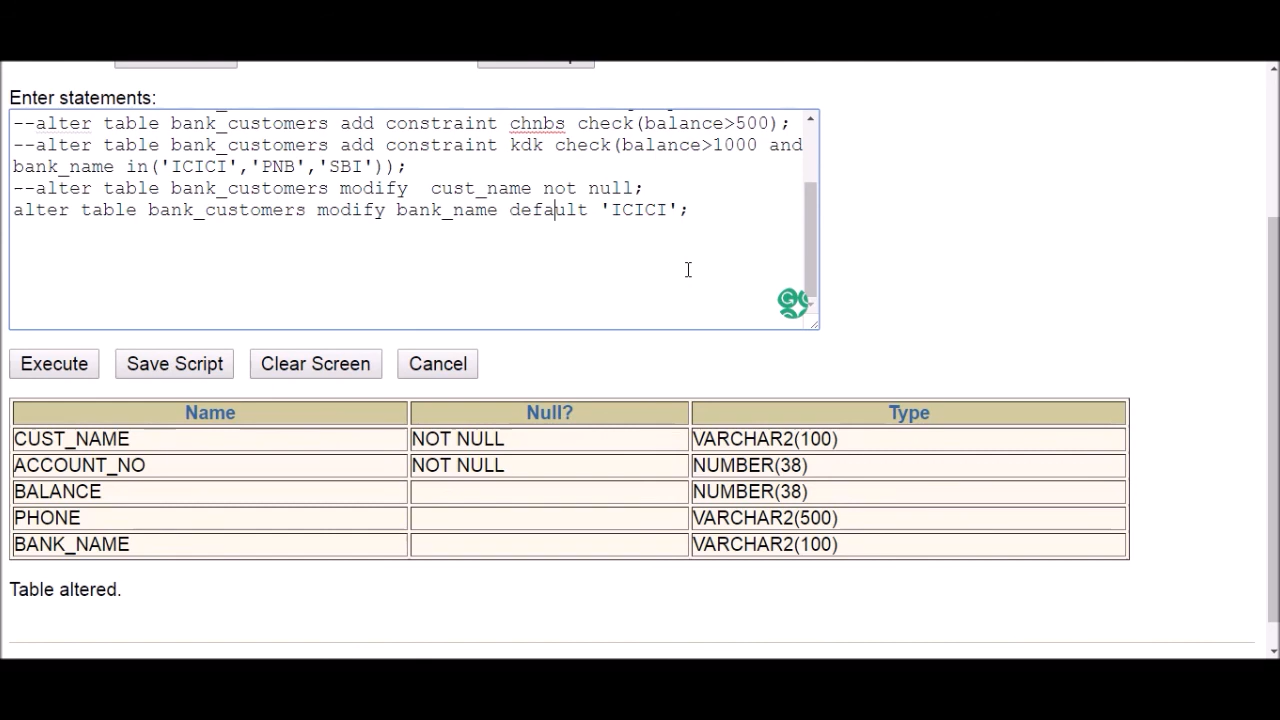 Enter statements:
--alter table bank_customers add constraint chnbs check(balance>500);
--alter table bank_customers add constraint kdk check(balance>1000 and
bank_name in('ICICI','PNB','SBI'));
--alter table bank_customers modify  cust_name not null;
alter table bank_customers modify bank_name default 'ICICI';
Execute Save Script Clear Screen Cancel
Name Null? Type
CUST_NAME NOT NULL VARCHAR2(100)
ACCOUNT_NO NOT NULL NUMBER(38)
BALANCE NUMBER(38)
PHONE VARCHAR2(500)
BANK_NAME VARCHAR2(100)
Table altered.